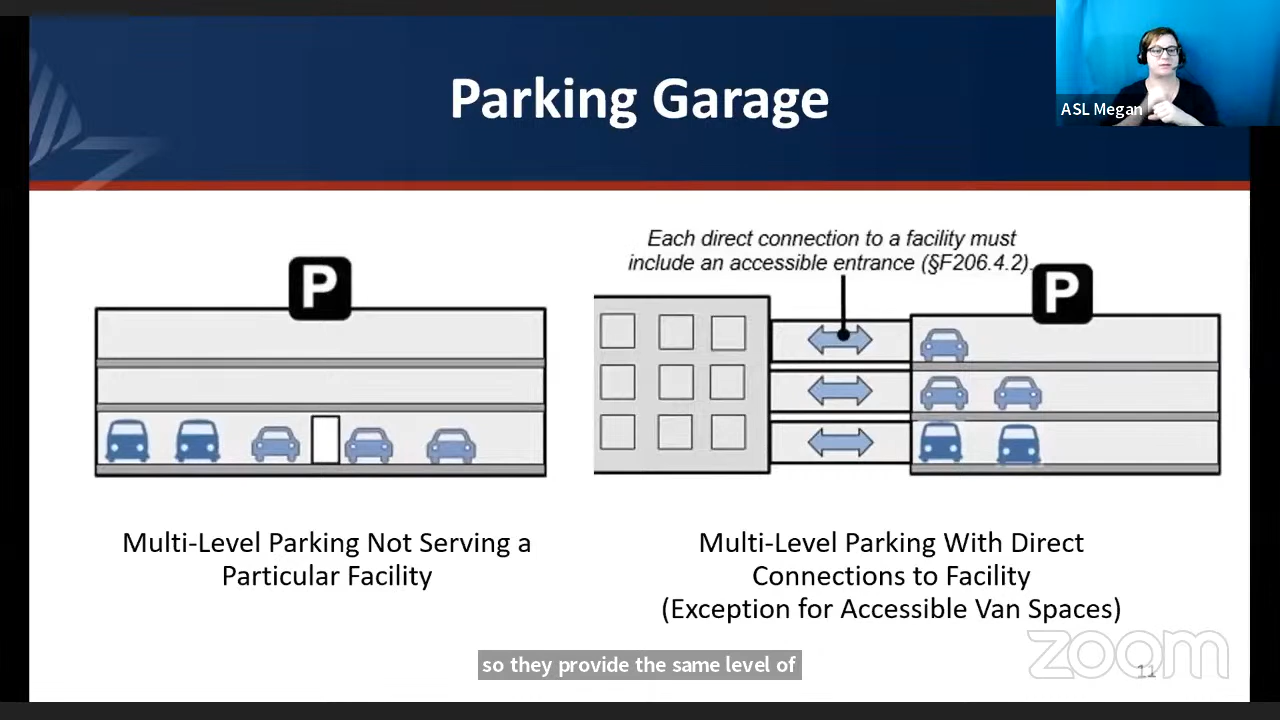 Parking Garage
ASL Megan
Each direct connection to a facility must
include an accessible entrance (§F206.4.2).
P
P
Multi-Level Parking Not Serving a
Particular Facility
Multi-Level Parking With Direct
Connections to Facility
(Exception for Accessible Van Spaces)
zoom
11
so they provide the same level of